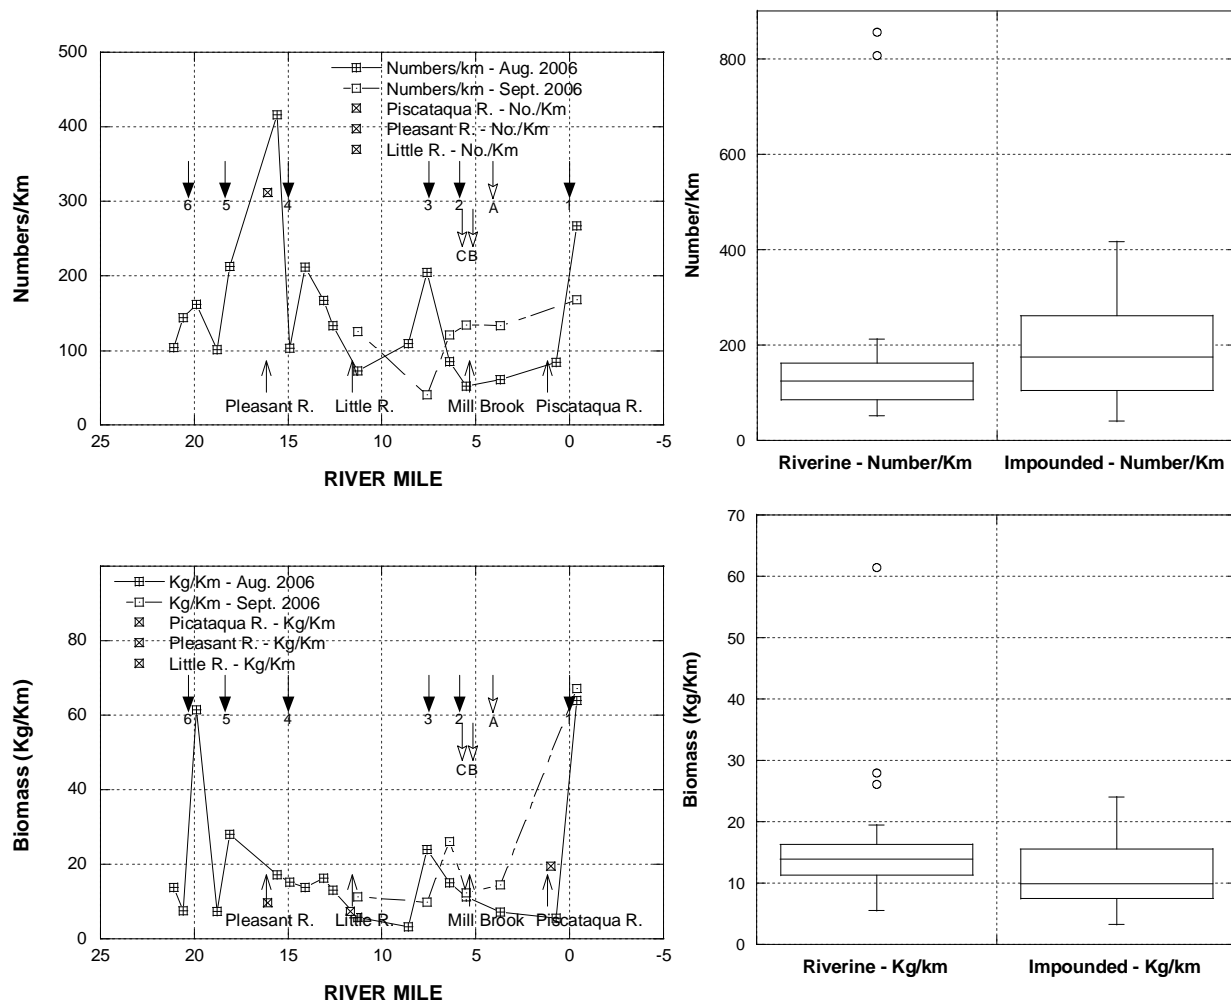 500
400
300
200
100
0
Numbers/Km
Numbers/km - Aug. 2006
Numbers/km - Sept. 2006
Piscataqua R. - No./Km
Pleasant R. - No./Km
Little R. - No./Km
6
5
4
3
2
A
1
C
B
Pleasant R.
Little R.
Mill Brook
Piscataqua R.
25
20
15
10
5
0
-5
RIVER MILE
800
600
400
200
0
Number/Km
Riverine - Number/Km
Impounded - Number/Km
80
60
40
20
0
Biomass (Kg/Km)
Kg/Km - Aug. 2006
Kg/Km - Sept. 2006
Picataqua R. - Kg/Km
Pleasant R. - Kg/Km
Little R. - Kg/Km
6
5
4
3
2
A
1
C
B
Pleasant R.
Little R.
Mill Brook
Piscataqua R.
25
20
15
10
5
0
-5
RIVER MILE
70
60
50
40
30
20
10
0
Biomass (Kg/Km)
Riverine - Kg/km
Impounded - Kg/km